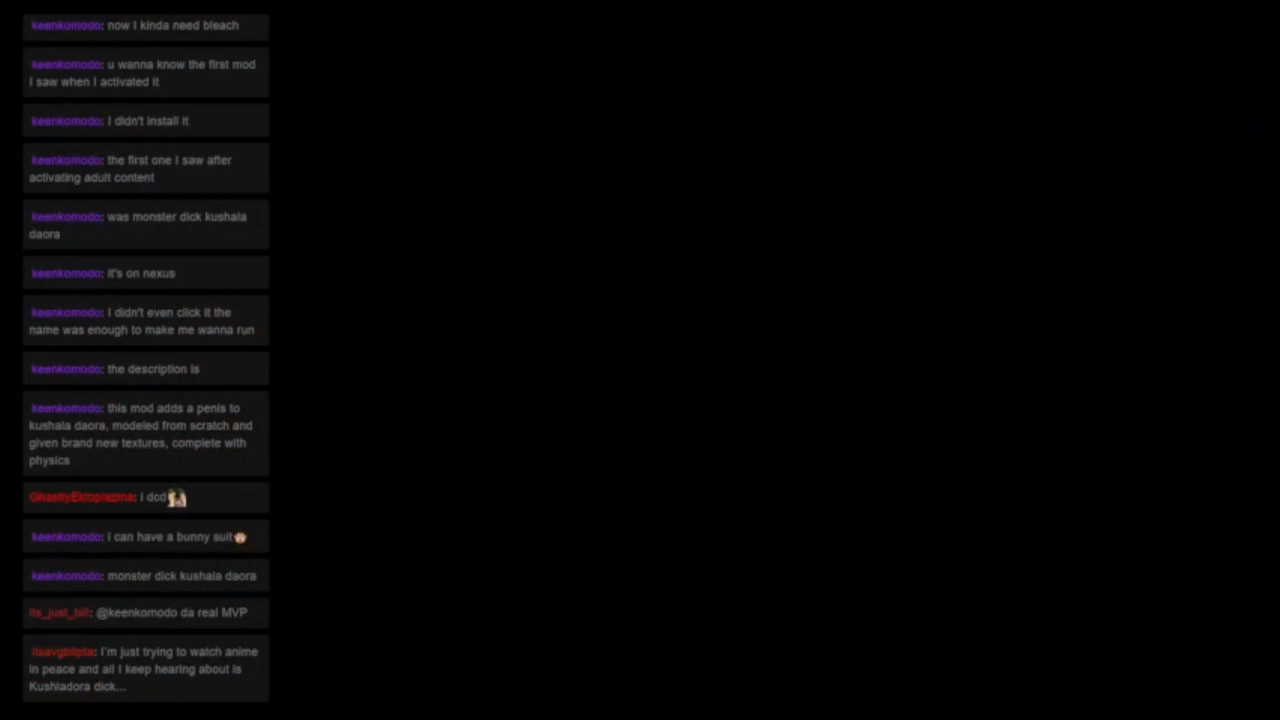 keenkomodo: now I kinda need bleach
keenkomodo: u wanna know the first mod
I saw when I activated it
keenkomodo: I didn't install it
keenkomodo: the first one I saw after
activating adult content
keenkomodo: was monster dick kushala
daora
keenkomodo: it's on nexus
keenkomodo: I didn't even click it the
name was enough to make me wanna run
keenkomodo: the description is
keenkomodo: this mod adds a penis to
kushala daora, modeled from scratch and
given brand new textures, complete with
physics
GhastlyEktoplazma: i dcd
keenkomodo: i can have a bunny suit
keenkomodo: monster dick kushala daora
its_just_bill: @keenkomodo da real MVP
: I'm just trying to watch anime
in peace and all I keep hearing about is
Kushladora dick...